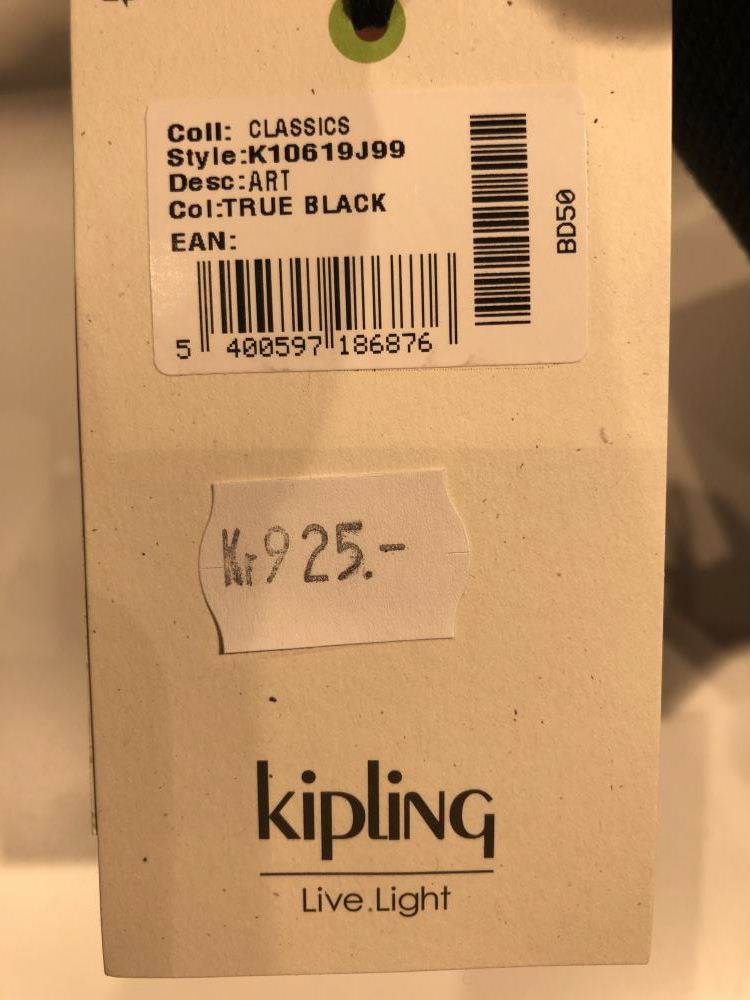 Coll: CLASSICS
Style:K10619J99
Desc:ART
Col:TRUE BLACK
EAN:
5 400597 186876
BD50
Kr925.-
kipling
Live.Light